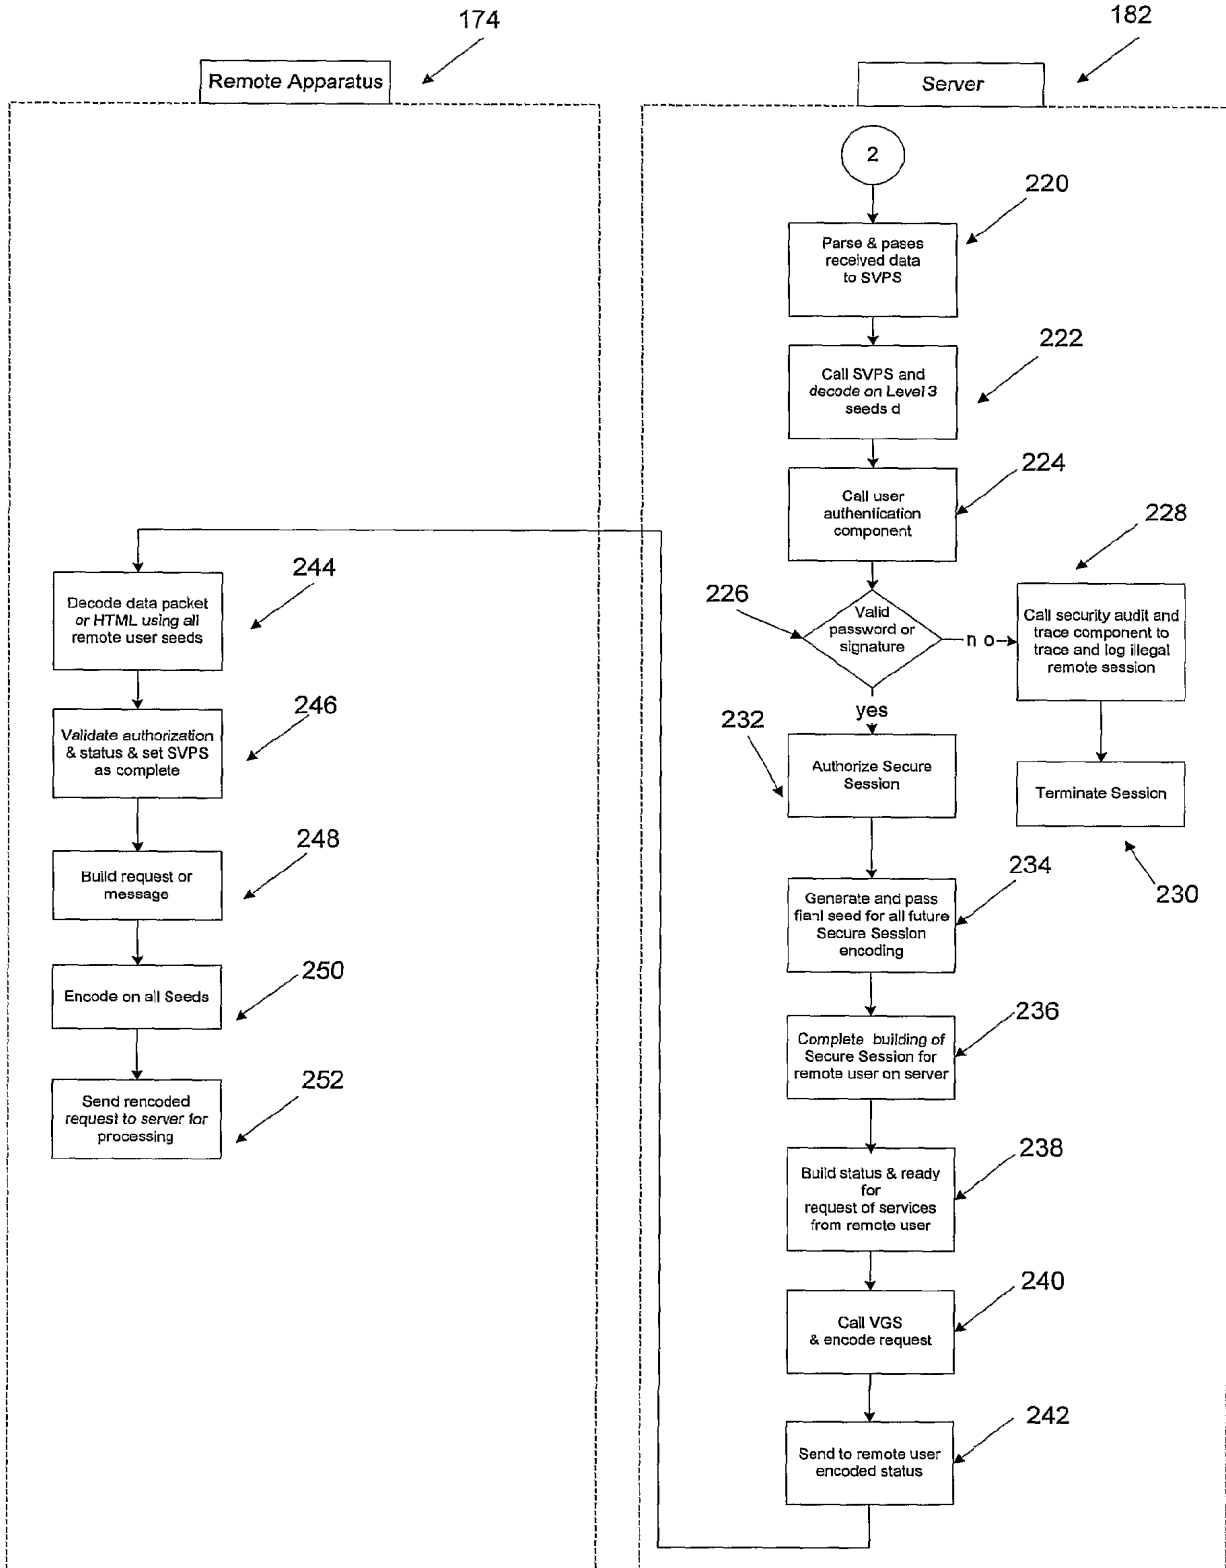 174
Remote Apparatus
182
Server
2
220
Parse & pases
received data
to SVPS
222
Call SVPS and
decode on Level 3
seeds d
224
Call user
authentication
component
226
Valid
password or
signature
no
228
Call security audit and
trace component to
trace and log illegal
remote session
yes
Terminate Session
230
232
Authorize Secure
Session
234
Generate and pass
fianl seed for all future
Secure Session
encoding
236
Complete building of
Secure Session for
remote user on server
238
Build status & ready
for
request of services
from remote user
240
Call VGS
& encode request
242
Send to remote user
encoded status
244
Decode data packet
or HTML using all
remote user seeds
246
Validate authorization
& status & set SVPS
as complete
248
Build request or
message
250
Encode on all Seeds
252
Send rencoded
request to server for
processing